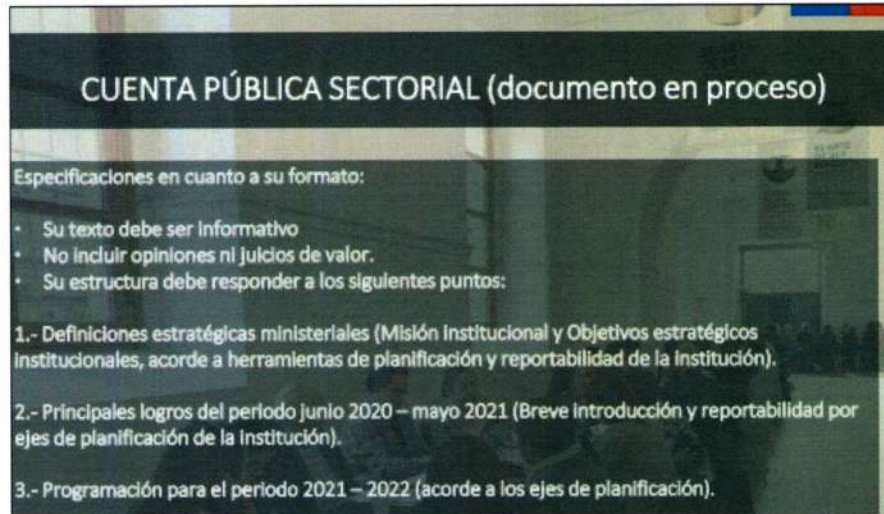 CUENTA PÚBLICA SECTORIAL (documento en proceso)
Especificaciones en cuanto a su formato:
• Su texto debe ser informativo
• No incluir opiniones ni juicios de valor.
• Su estructura debe responder a los siguientes puntos:
1.- Definiciones estratégicas ministeriales (Misión Institucional y Objetivos estratégicos
institucionales, acorde a herramientas de planificación y reportabilidad de la institución).
2.- Principales logros del periodo junio 2020 – mayo 2021 (Breve introducción y reportabilidad por
ejes de planificación de la institución).
3.- Programación para el periodo 2021 – 2022 (acorde a los ejes de planificación).